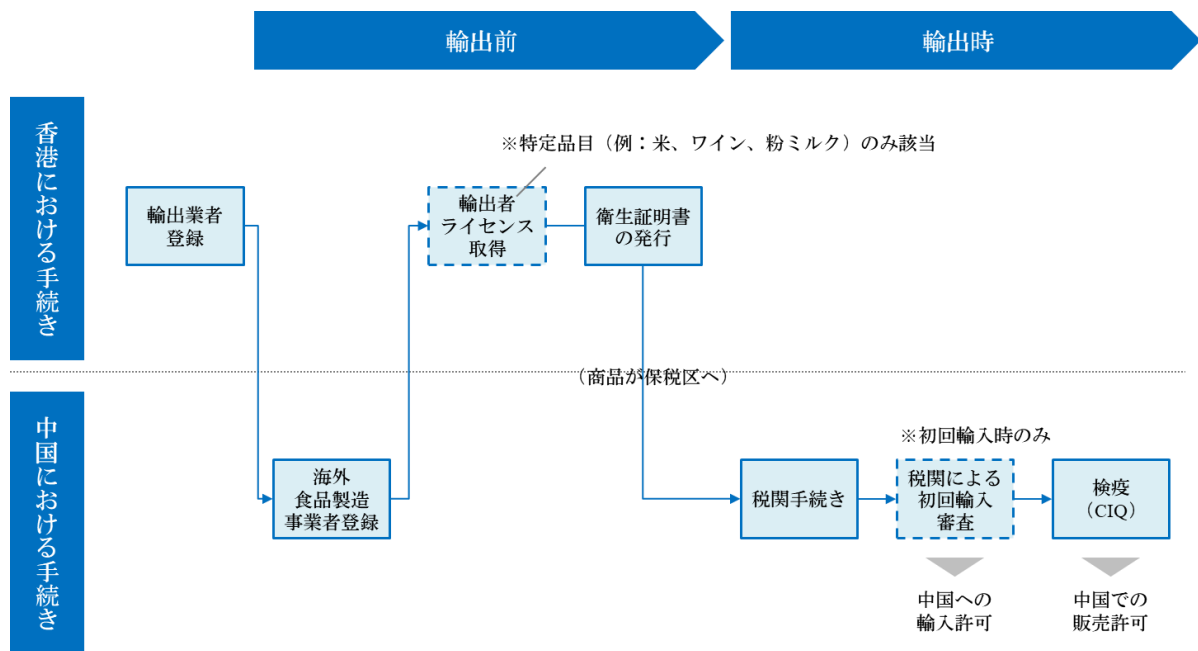 輸出前
輸出時
香港における手続き
※特定品目（例：米、ワイン、粉ミルク）のみ該当
輸出業者
登録
輸出者
ライセンス
取得
衛生証明書
の発行
（商品が保税区へ）
中国における手続き
海外
食品製造
事業者登録
税関手続き
※初回輸入時のみ
税関による
初回輸入
審査
検疫
（CIQ）
中国への
輸入許可
中国での
販売許可